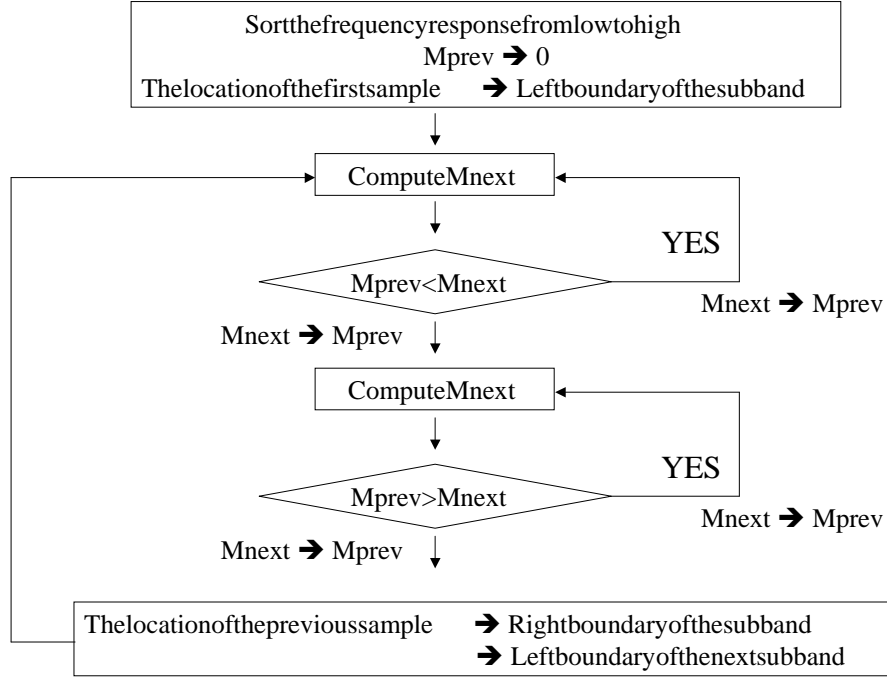 Sortthefrequencyresponsefromlowtohigh
Mprev ➔ 0
Thelocationofthefirstsample ➔ Leftboundaryofthesubband
ComputeMnext
YES
Mprev<Mnext
Mnext ➔ Mprev
Mnext ➔ Mprev
ComputeMnext
YES
Mprev>Mnext
Mnext ➔ Mprev
Mnext ➔ Mprev
Thelocationoftheprevioussample ➔ Rightboundaryofthesubband
➔ Leftboundaryofthenextsubband